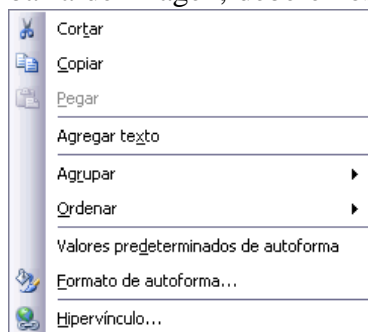 Cortar
Copiar
Pegar
Agregar texto
Agrupar
Ordenar
Valores predeterminados de autoforma
Formato de autoforma...
Hipervínculo...